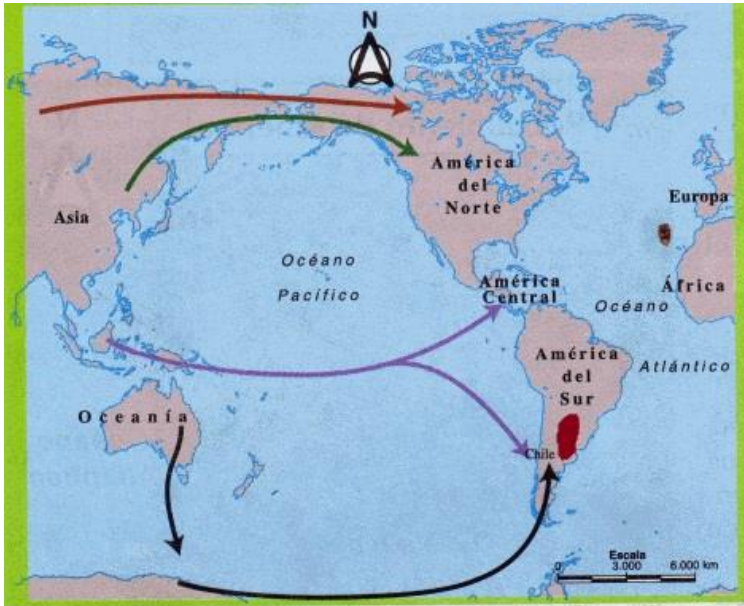 N
América
del
Norte
Europa
Asia
Océano
Pacífico
América
Central
África
Océano
América
del
Sur
Atlántico
Oceanía
Chile
Escala
0 3.000 6.000 km